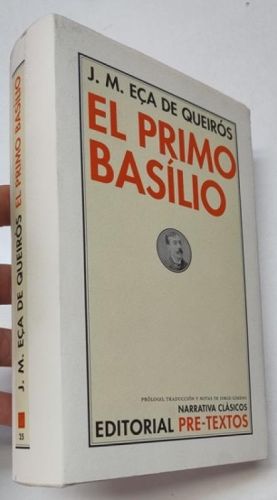 J. M. EÇA DE QUEIRÓS
EL PRIMO
BASÍLIO
PRÓLOGO, TRADUCCIÓN Y NOTAS DE JORGE GIMENO
NARRATIVA CLÁSICOS
EDITORIAL PRE-TEXTOS
J. M. EÇA DE QUEIRÓS EL PRIMO BASÍLIO
25